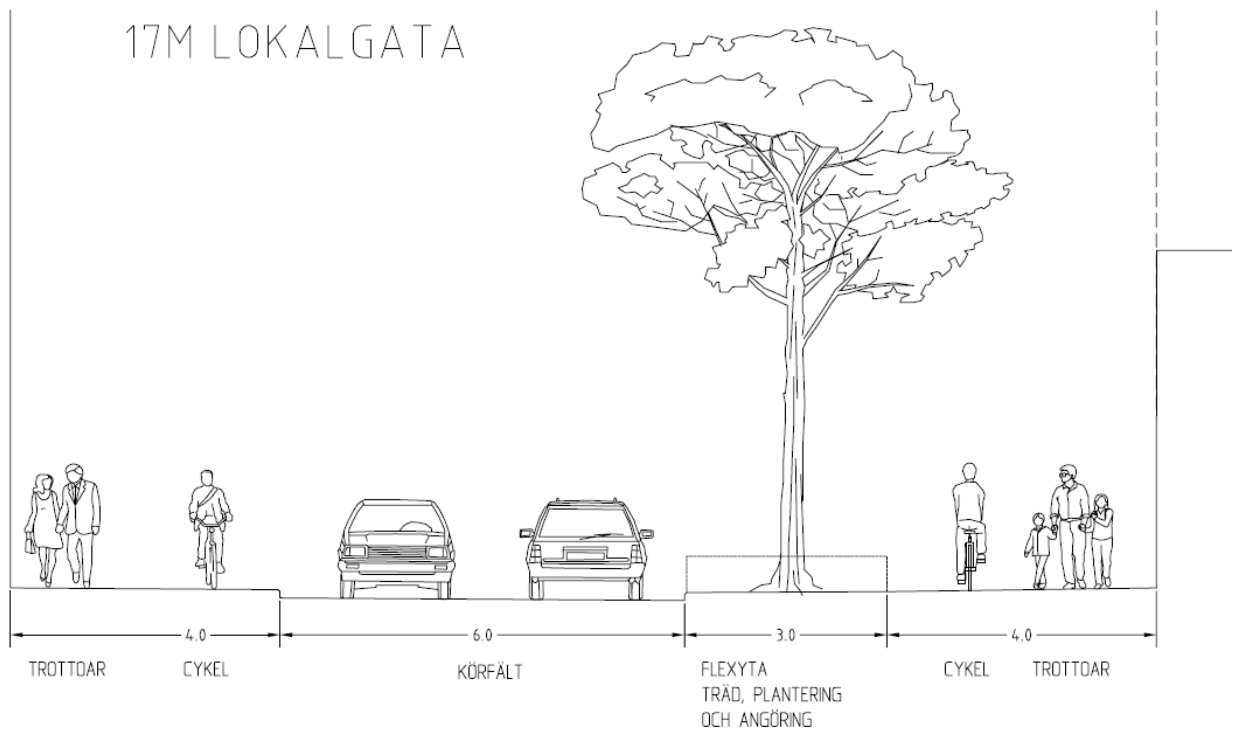 17M LOKALGATA
4.0
6.0
3.0
4.0
TROTTOAR
CYKEL
KÖRFÄLT
FLEXYTA
TRÄD, PLANTERING
OCH ANGÖRING
CYKEL
TROTTOAR